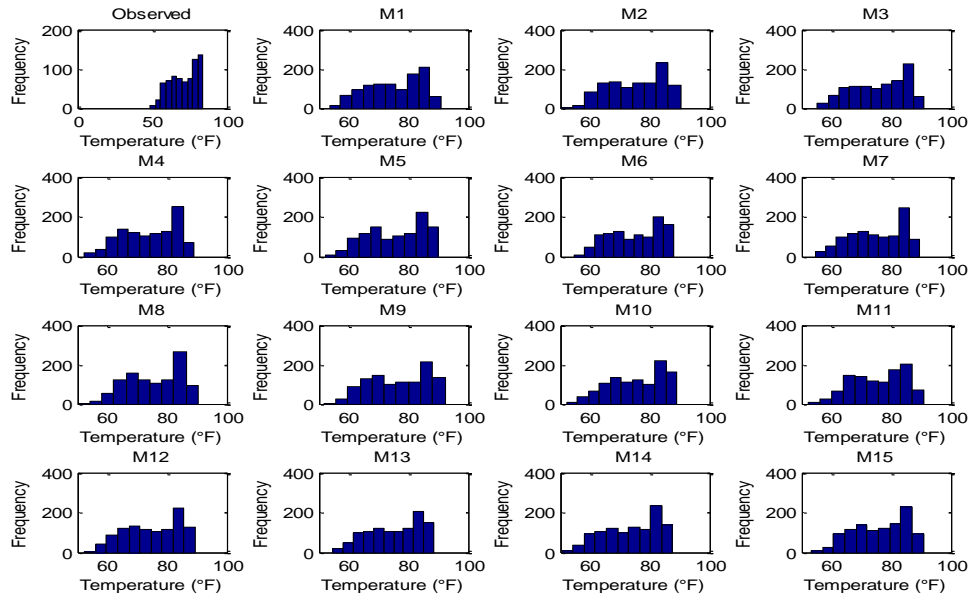 Observed M1 M2 M3
Frequency 200 100 0
0 50 100
Temperature (°F)
Frequency 400 200 0
60 80 100
Temperature (°F)
Frequency 400 200 0
60 80 100
Temperature (°F)
Frequency 400 200 0
60 80 100
Temperature (°F)
M4 M5 M6 M7
Frequency 400 200 0
60 80 100
Temperature (°F)
Frequency 400 200 0
60 80 100
Temperature (°F)
Frequency 400 200 0
60 80 100
Temperature (°F)
Frequency 400 200 0
60 80 100
Temperature (°F)
M8 M9 M10 M11
Frequency 400 200 0
60 80 100
Temperature (°F)
Frequency 400 200 0
60 80 100
Temperature (°F)
Frequency 400 200 0
60 80 100
Temperature (°F)
Frequency 400 200 0
60 80 100
Temperature (°F)
M12 M13 M14 M15
Frequency 400 200 0
60 80 100
Temperature (°F)
Frequency 400 200 0
60 80 100
Temperature (°F)
Frequency 400 200 0
60 80 100
Temperature (°F)
Frequency 400 200 0
60 80 100
Temperature (°F)